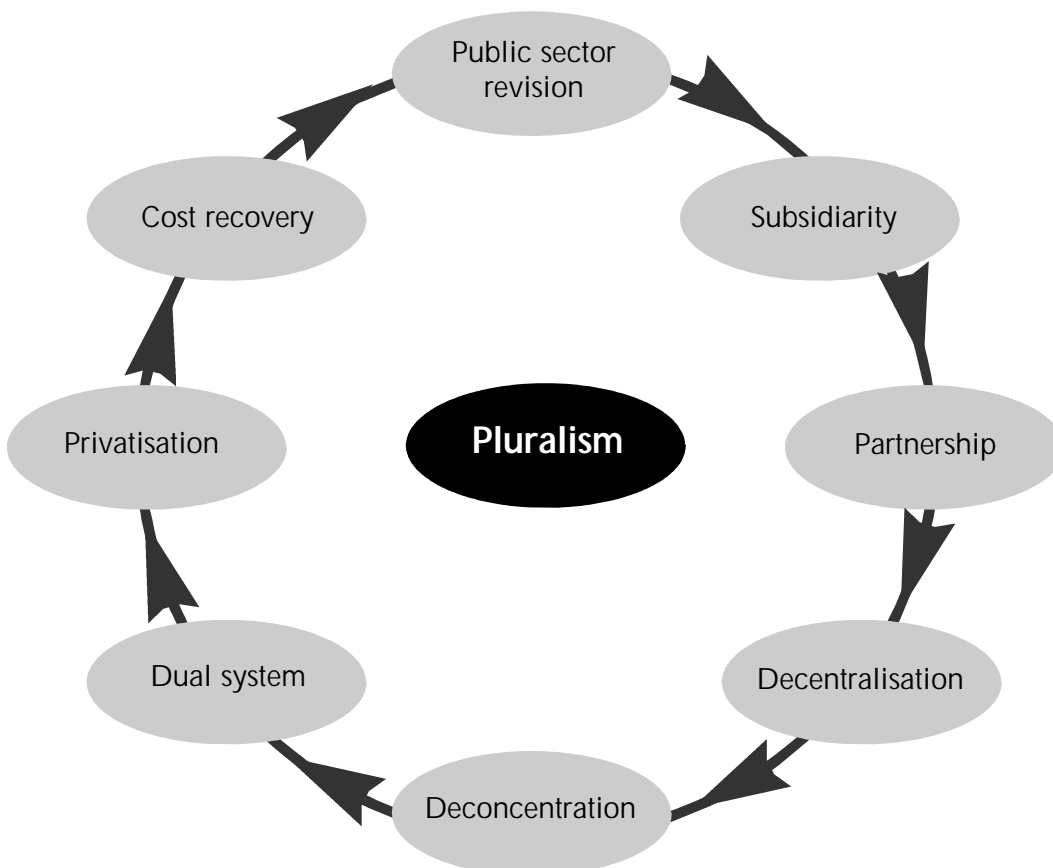 Public sector
revision
Cost recovery
Subsidiarity
Privatisation
Pluralism
Partnership
Dual system
Decentralisation
Deconcentration